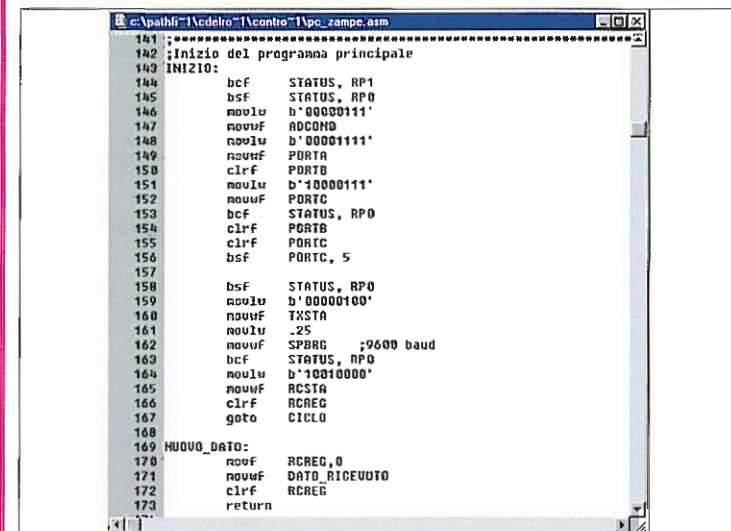 c:\pathfi~1\cdelro~1\contro~1\pc_zampe.asm
141 ;*********************************************************************
142 ;Inizio del programma principale
143 INIZIO:
144 bcf STATUS, RP1
145 bsf STATUS, RP0
146 movlw b'00000111'
147 movwf ADCON0
148 movlw b'00001111'
149 movwf PORTA
150 clrf PORTB
151 movlw b'10000111'
152 movwf PORTC
153 bcf STATUS, RP0
154 clrf PORTB
155 clrf PORTC
156 bsf PORTC, 5
157
158 bsf STATUS, RP0
159 movlw b'00000100'
160 movwf TXSTA
161 movlw .25
162 movwf SPBRG ;9600 baud
163 bcf STATUS, RP0
164 movlw b'10010000'
165 movwf RCSTA
166 clrf RCREG
167 goto CICLO
168
169 NUOVO_DATO:
170 movf RCREG,0
171 movwf DATO_RICEVUTO
172 clrf RCREG
173 return